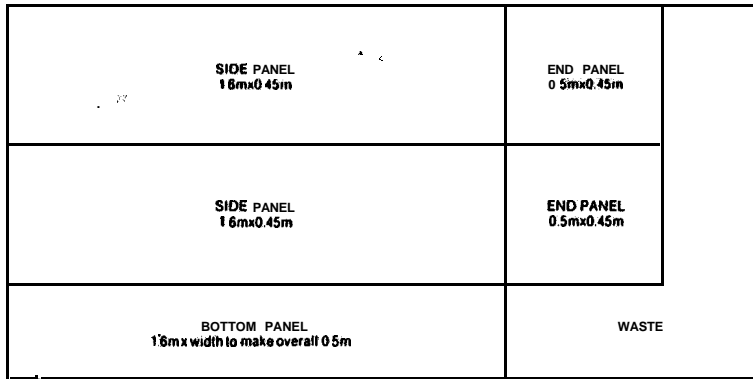 SIDE PANEL
1 6mx0 45m
END PANEL
0 5mx0.45m
SIDE PANEL
1 6mx0.45m
END PANEL
0.5mx0.45m
BOTTOM PANEL
1.6m x width to make overall 0 5m
WASTE